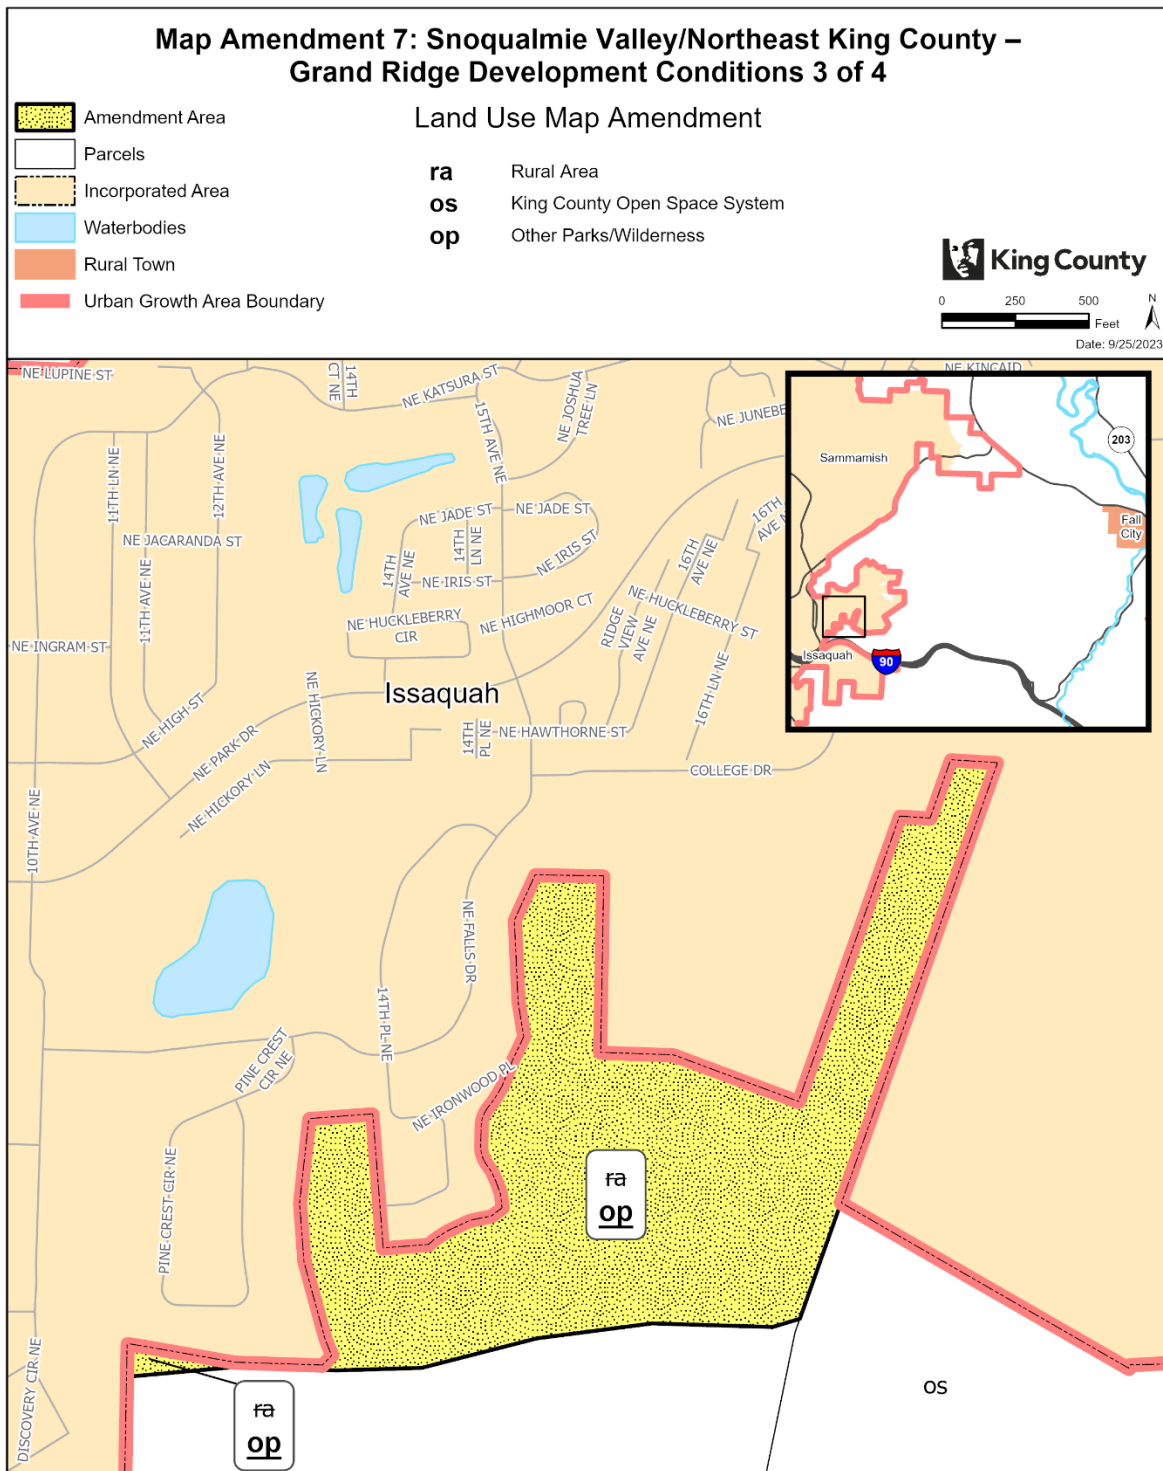 Map Amendment 7: Snoqualmie Valley/Northeast King County –
Grand Ridge Development Conditions 3 of 4
Amendment Area
Parcels
Incorporated Area
Waterbodies
Rural Town
Urban Growth Area Boundary
Land Use Map Amendment
ra Rural Area
os King County Open Space System
op Other Parks/Wilderness
King County
0 250 500
Feet
N
Date: 9/25/2023
NE LUPINE ST
14TH
CT NE
NE KATSURA ST
15TH AVE NE
NE JOSHUA
TREE LN
NE KINCAID
NE JUNEBE
11TH LN NE
12TH AVE NE
NE JACARANDA ST
11TH AVE NE
NE INGRAM ST
NE JADE ST
NE JADE ST
14TH
LN NE
14TH
AVE NE
NE IRIS ST
NE IRIS ST
NE HUCKLEBERRY
CIR
NE HIGHMOOR CT
16TH
AVE N
16TH
AVE NE
RIDGE
VIEW
AVE NE
NE HUCKLEBERRY ST
16TH LN NE
Sammamish
203
Fall
City
Issaquah
90
Issaquah
NE HIGH ST
NE PARK DR
NE HICKORY LN
NE HICKORY LN
14TH
PL NE
NE HAWTHORNE ST
COLLEGE DR
10TH AVE NE
NE FALLS DR
14TH PL NE
PINE CREST
CIR NE
NE IRONWOOD PL
PINE CREST CIR NE
ra
op
DISCOVERY CIR NE
ra
op
os